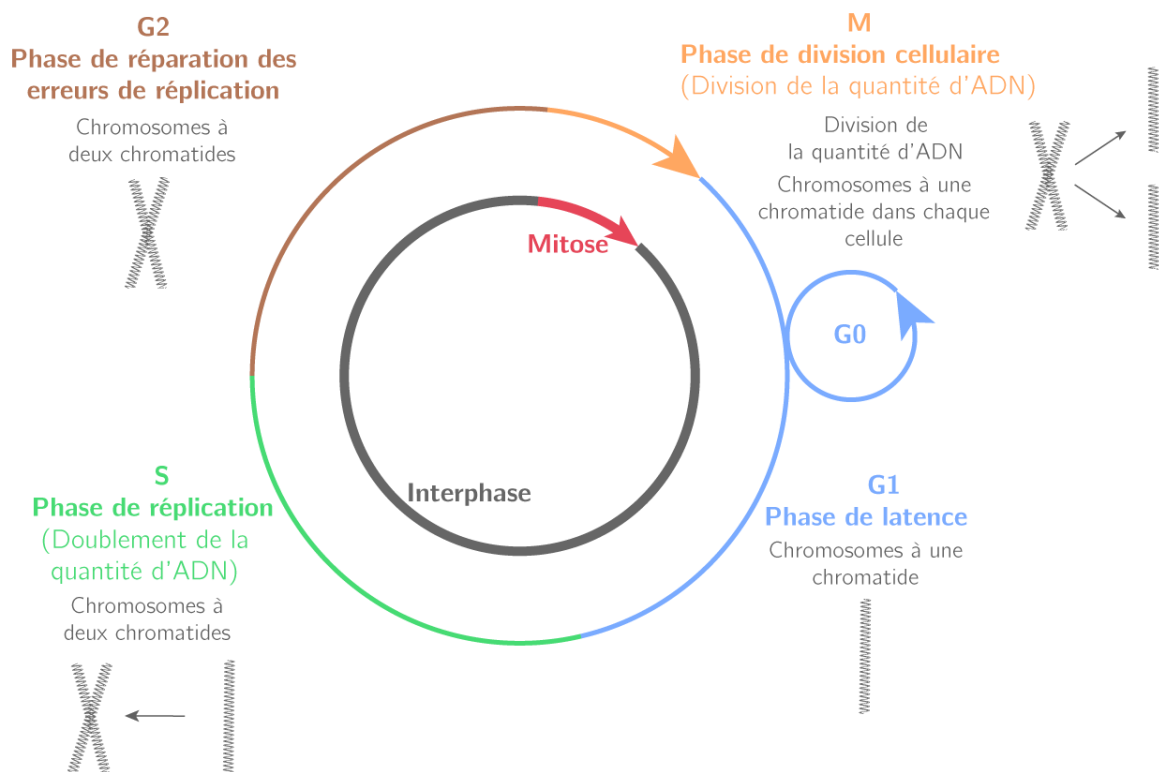 G2
Phase de réparation des
erreurs de réplication
Chromosomes à
deux chromatides
M
Phase de division cellulaire
(Division de la quantité d'ADN)
Division de
la quantité d'ADN
Chromosomes à une
chromatide dans chaque
cellule
Mitose
G0
Interphase
S
Phase de réplication
(Doublement de la
quantité d'ADN)
Chromosomes à
deux chromatides
G1
Phase de latence
Chromosomes à une
chromatide